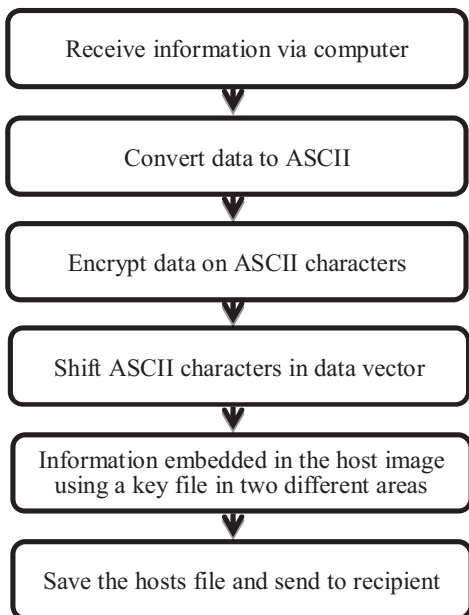 Receive information via computer
Convert data to ASCII
Encrypt data on ASCII characters
Shift ASCII characters in data vector
Information embedded in the host image
using a key file in two different areas
Save the hosts file and send to recipient